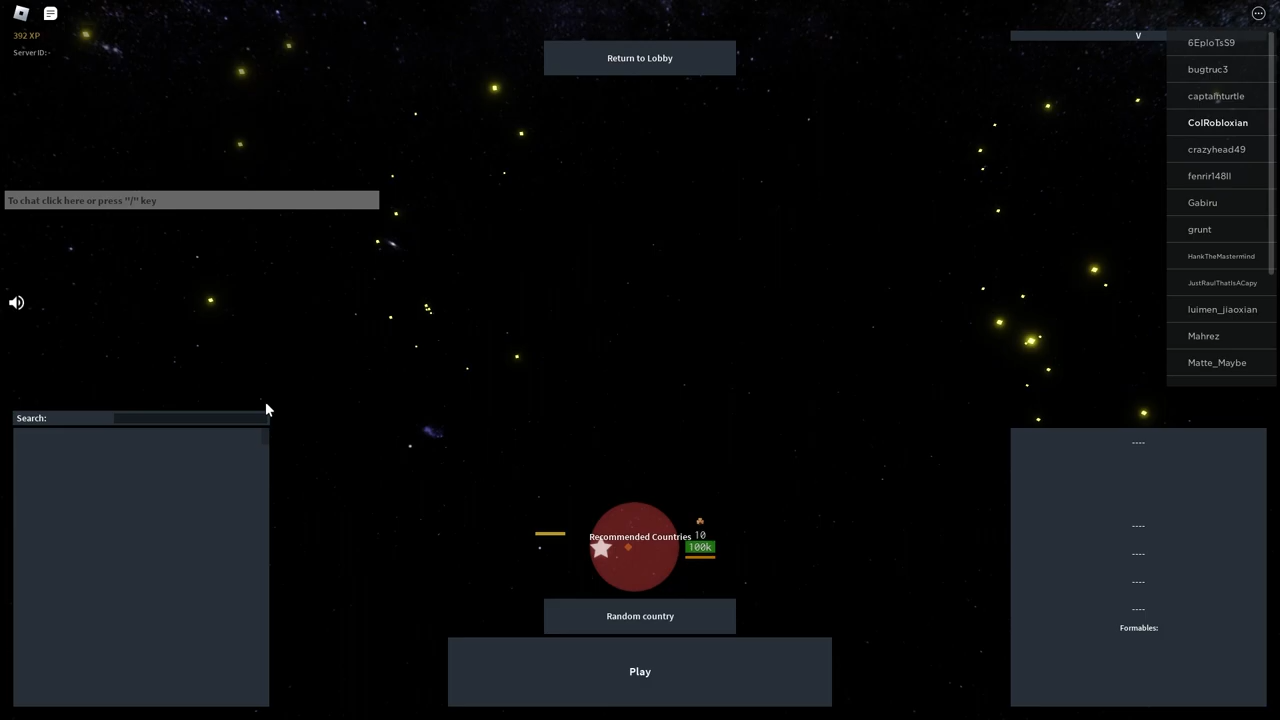 392 XP
Server ID: -
Return to Lobby
V
6EploTsS9
bugtruc3
captainturtle
ColRobloxian
crazyhead49
fenrir148ll
Gabiru
grunt
HankTheMastermind
JustRaulThatIsACapy
luimen_jiaoxian
Mahrez
Matte_Maybe
To chat click here or press "/" key
Search:
Recommended Countries
10
100k
Random country
Play
----
----
----
----
----
Formables: